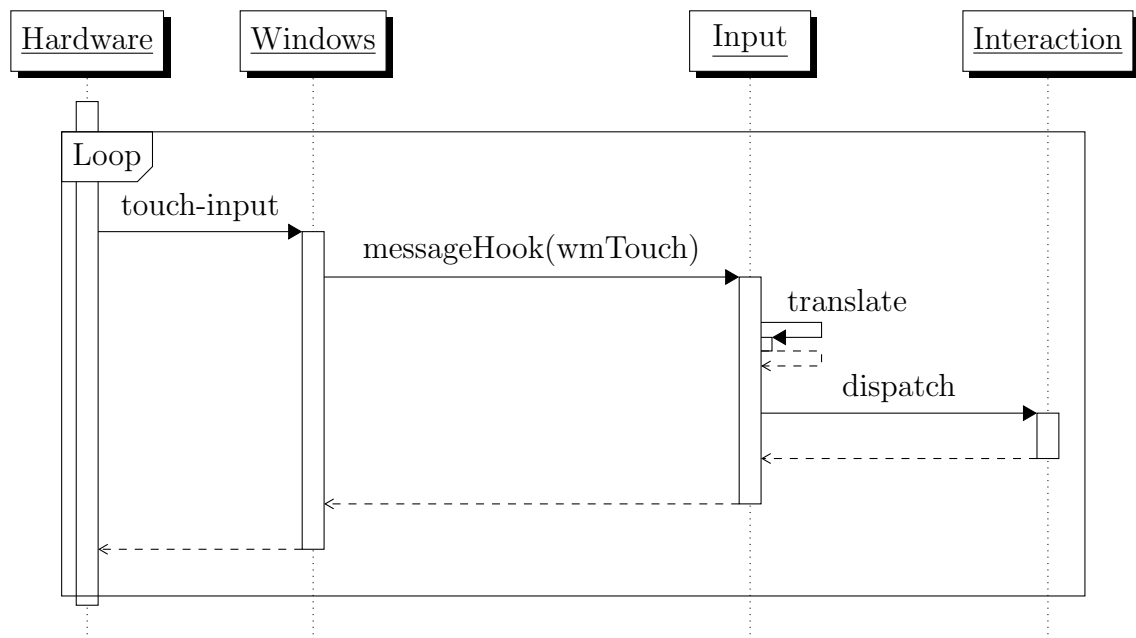 Hardware
Windows
Input
Interaction
Loop
touch-input
messageHook(wmTouch)
translate
dispatch